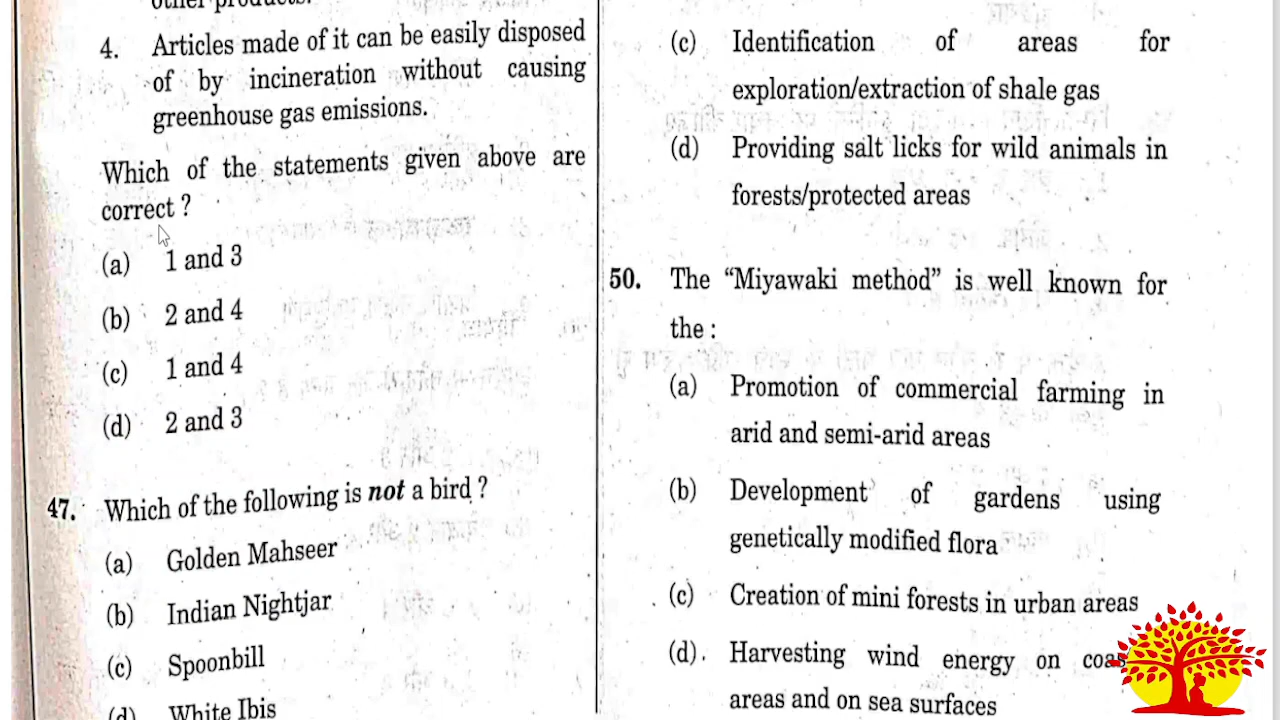 other products.
4. Articles made of it can be easily disposed
of by incineration without causing
greenhouse gas emissions.
Which of the statements given above are
correct ?
(a) 1 and 3
(b) 2 and 4
(c) 1 and 4
(d) 2 and 3
47. Which of the following is not a bird ?
(a) Golden Mahseer
(b) Indian Nightjar
(c) Spoonbill
(d) White Ibis
(c) Identification of areas for
exploration/extraction of shale gas
(d) Providing salt licks for wild animals in
forests/protected areas
50. The “Miyawaki method” is well known for
the :
(a) Promotion of commercial farming in
arid and semi-arid areas
(b) Development of gardens using
genetically modified flora
(c) Creation of mini forests in urban areas
(d). Harvesting wind energy on
areas and on sea surfaces